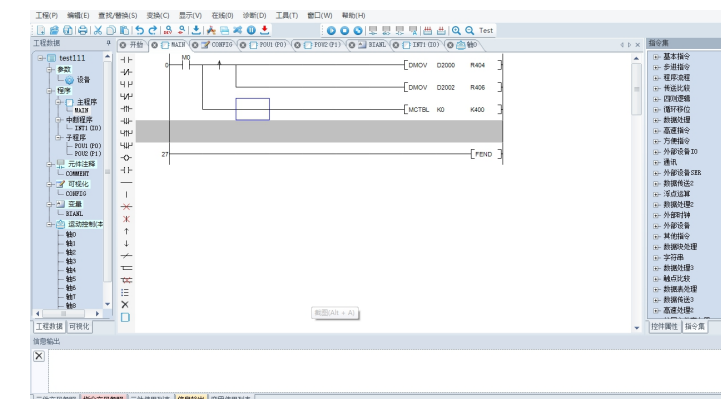 工程(P) 编辑(E) 查找/替换(S) 变换(C) 显示(V) 在线(O) 诊断(D) 工具(T) 窗口(W) 帮助(H)
Test
工程数据
开始 MAIN CONFIG POU1(P0) POU2(P1) BIANL INT1(I0) 轴0
指令集
test111
参数
设备
程序
主程序
MAIN
中断程序
INT1(I0)
子程序
POU1(P0)
POU2(P1)
元件注释
COMMENT
可视化
CONFIG
变量
BIANL
运动控制(本
轴0
轴1
轴2
轴3
轴4
轴5
轴6
轴7
轴8
工程数据 可视化
0 M0 DMOV D2000 R404
DMOV D2002 R406
MCTBL K0 K400
27 FEND
截图(Alt + A)
基本指令
步进指令
程序流程
传送比较
四则逻辑
循环移位
数据处理
高速指令
方便指令
外部设备IO
通讯
外部设备SER
数据传送2
浮点运算
数据处理2
外部时钟
外部设备
其他指令
数据块处理
字符串
数据处理3
触点比较
数据表处理
数据传送3
高速处理2
控件属性 指令集
信息输出